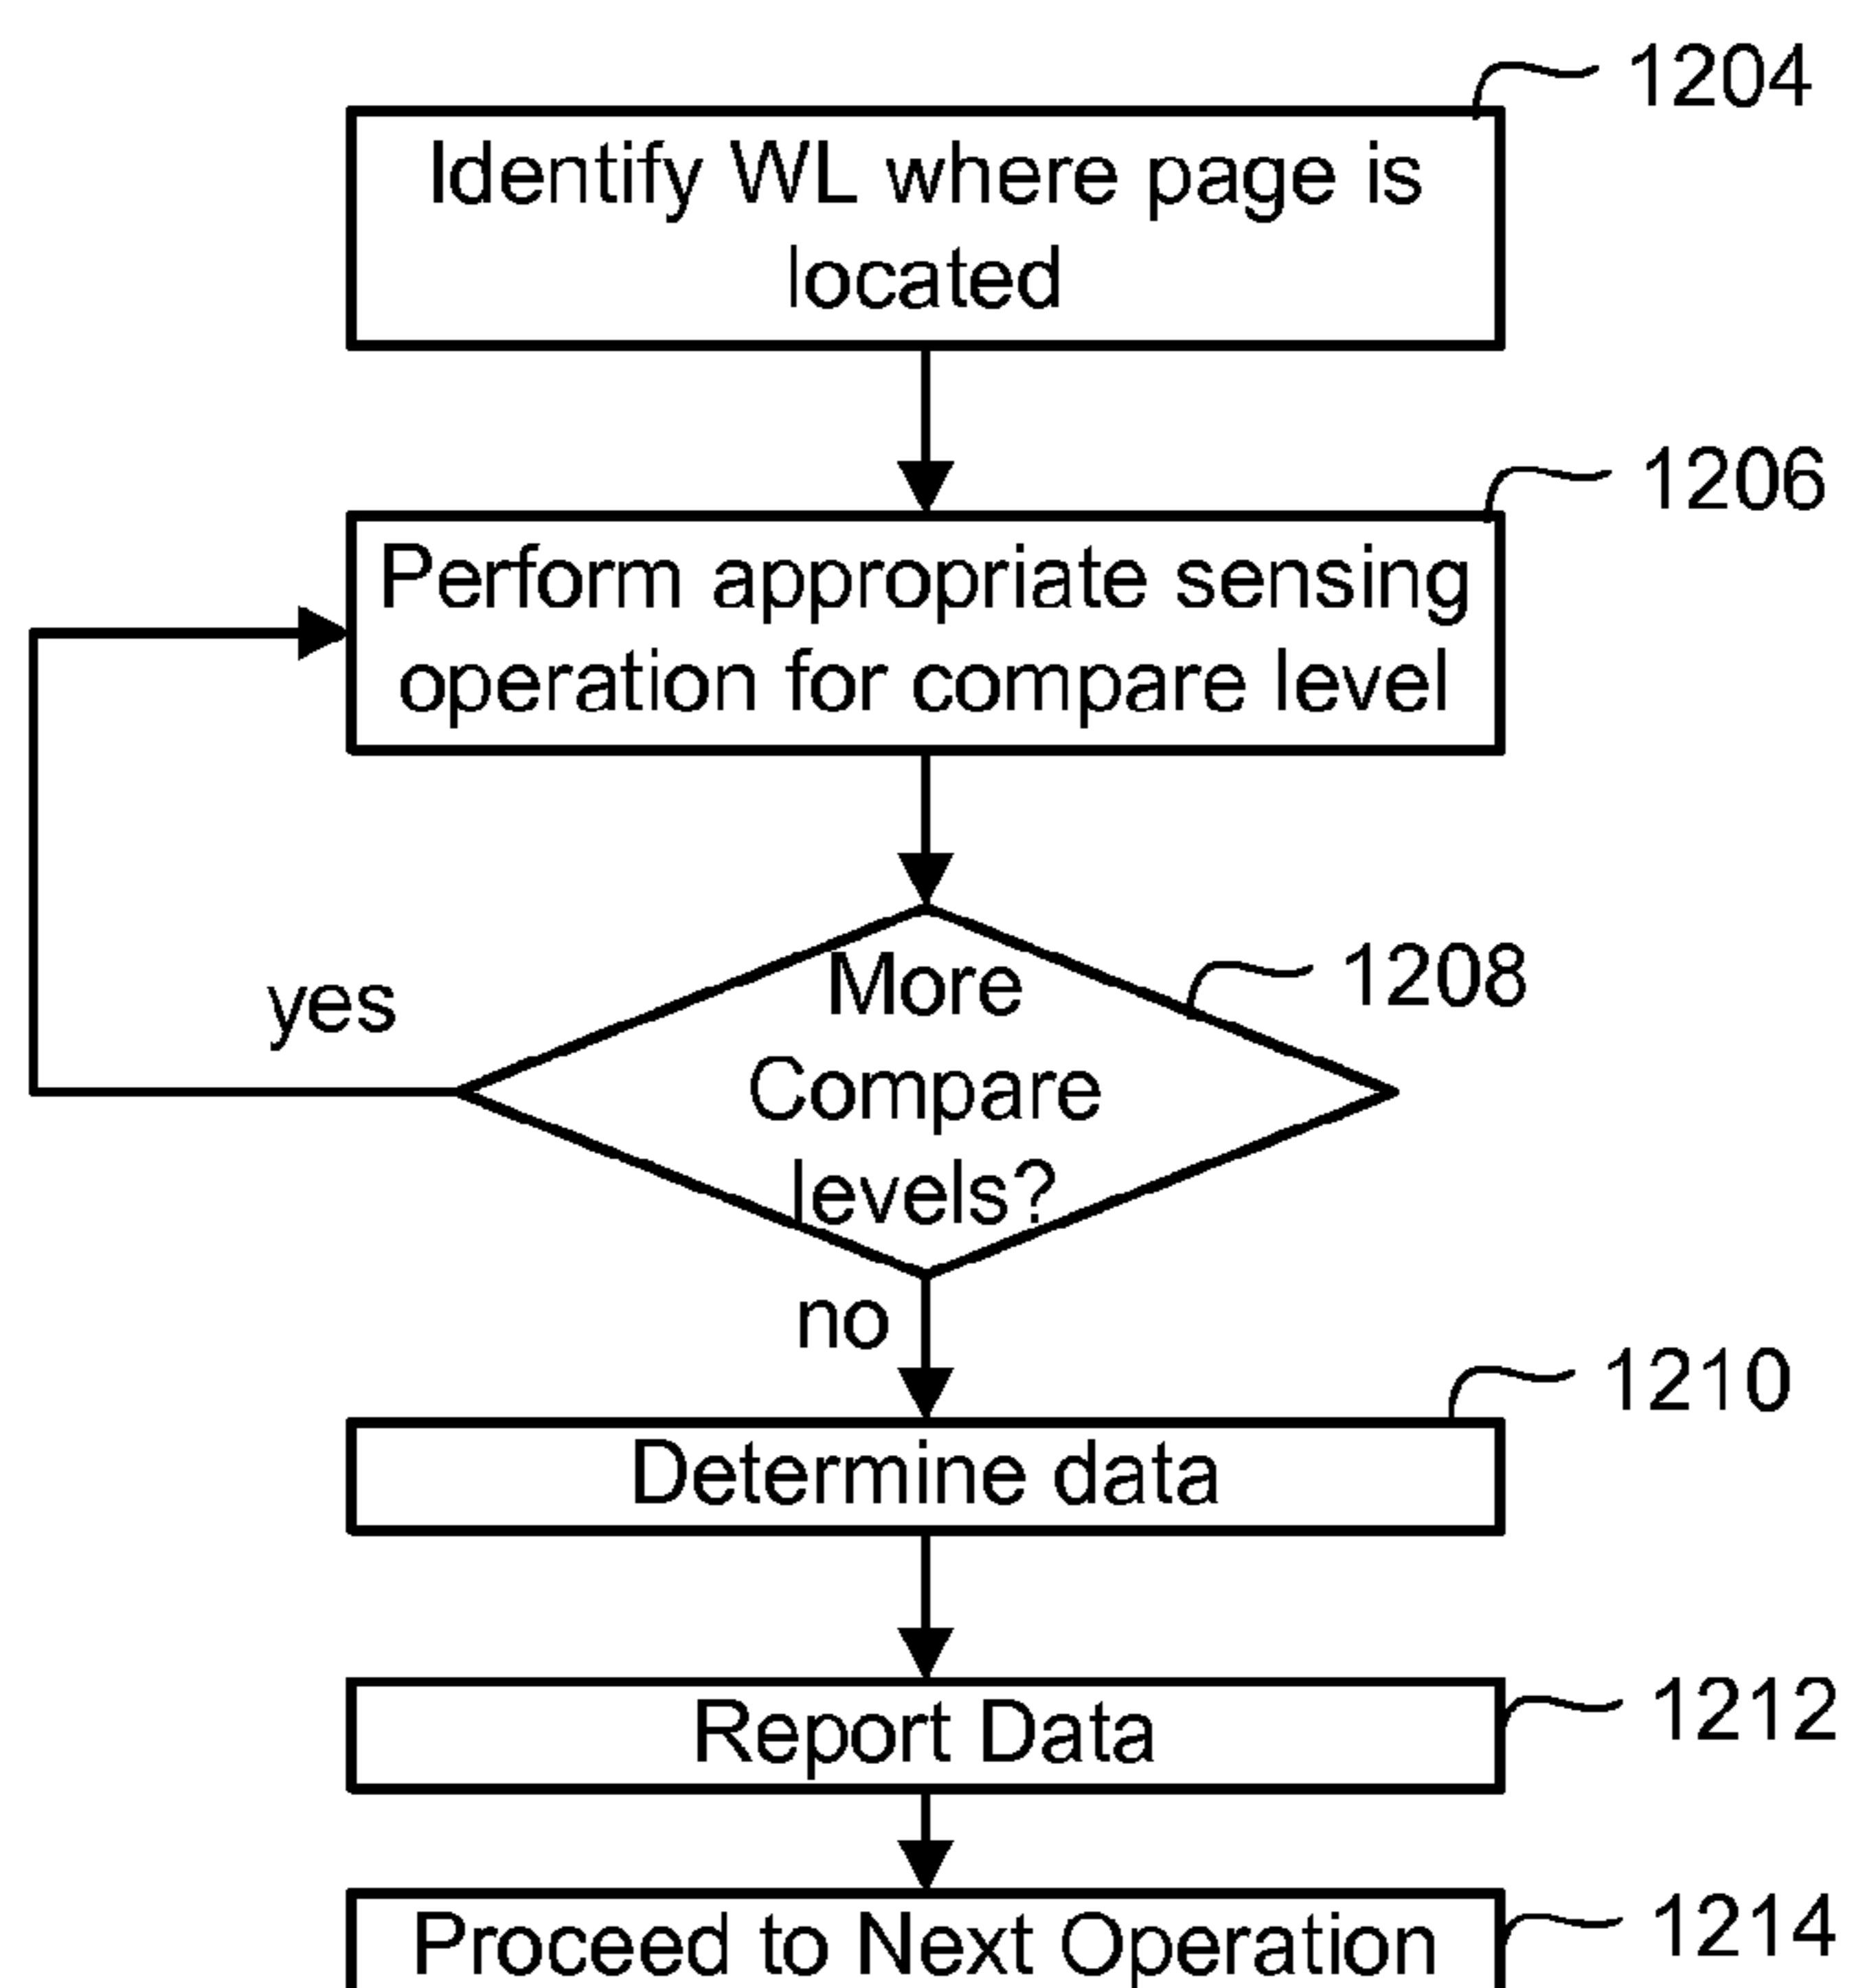 1204
Identify WL where page is
located
1206
Perform appropriate sensing
operation for compare level
yes
More
Compare
levels?
1208
no
1210
Determine data
1212
Report Data
1214
Proceed to Next Operation